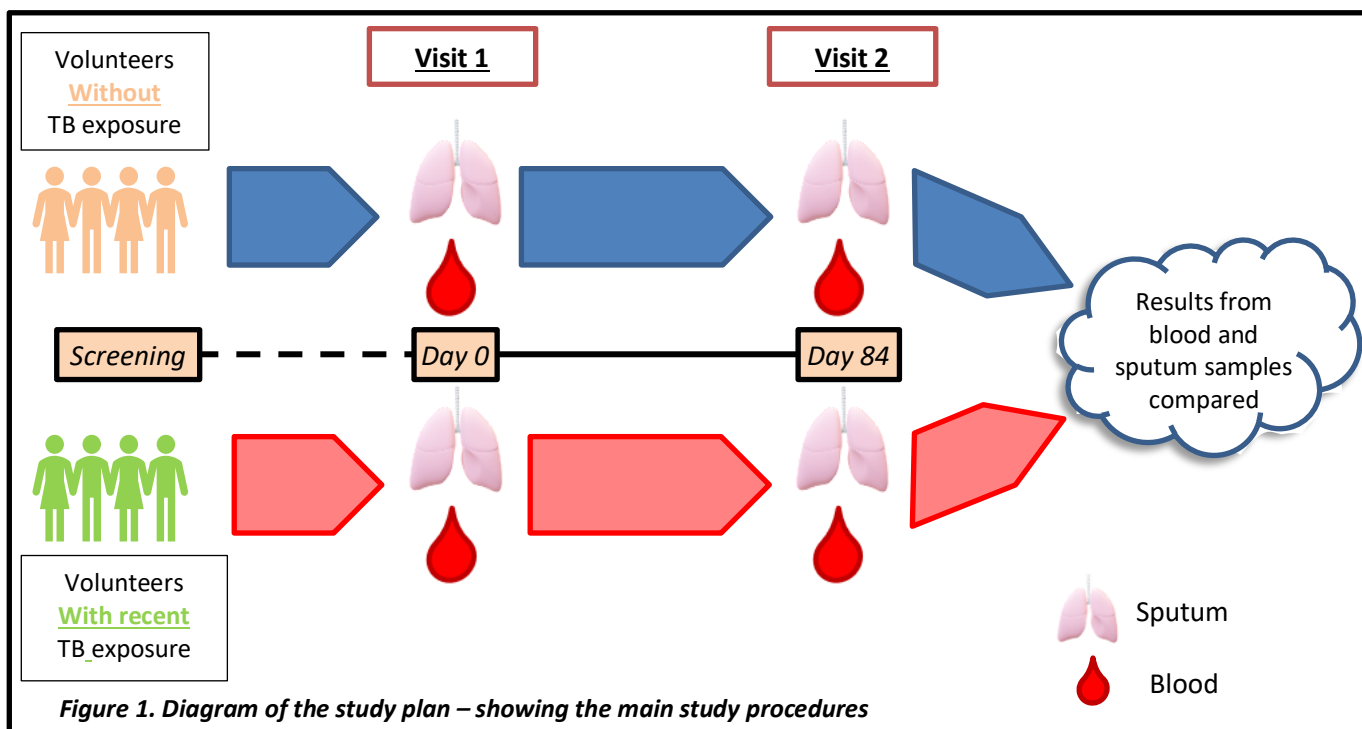 Volunteers
Without
TB exposure
Visit 1
Visit 2
Screening
Day 0
Day 84
Results from
blood and
sputum samples
compared
Volunteers
With recent
TB exposure
Sputum
Blood
Figure 1. Diagram of the study plan – showing the main study procedures